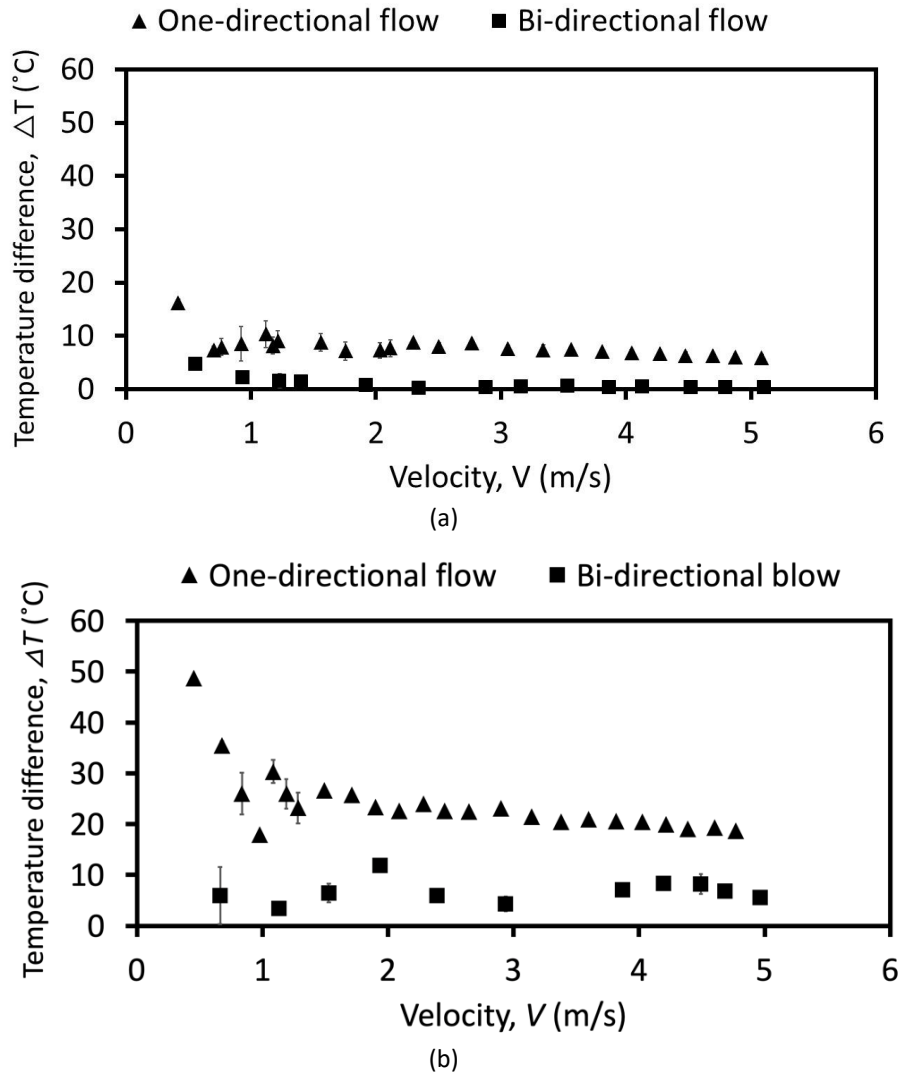 ▲ One-directional flow ■ Bi-directional flow
Temperature difference, △T (˚C)
60
50
40
30
20
10
0
0 1 2 3 4 5 6
Velocity, V (m/s)
(a)
▲ One-directional flow ■ Bi-directional blow
Temperature difference, ΔT (˚C)
60
50
40
30
20
10
0
0 1 2 3 4 5 6
Velocity, V (m/s)
(b)